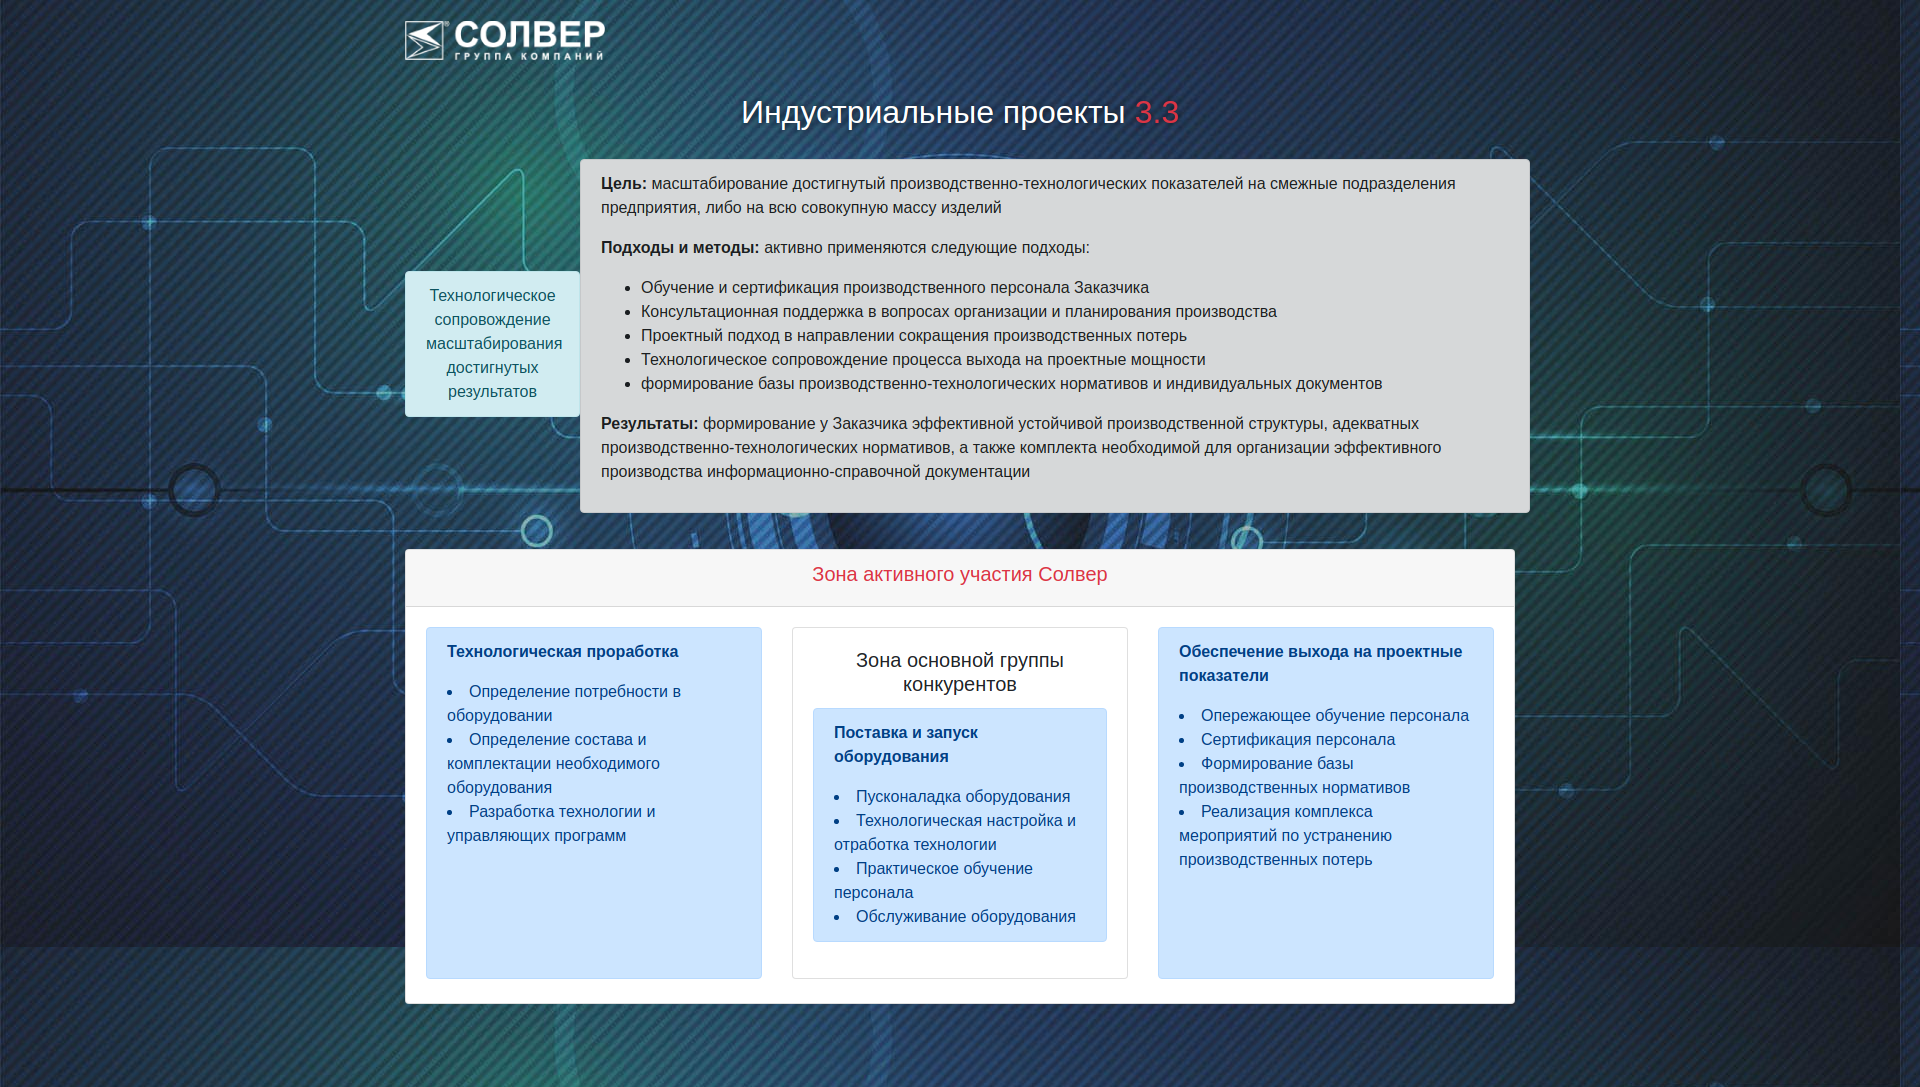 СОЛВЕР
ГРУППА КОМПАНИЙ
Индустриальные проекты 3.3
Технологическое
сопровождение
масштабирования
достигнутых
результатов
Цель: масштабирование достигнутый производственно-технологических показателей на смежные подразделения
предприятия, либо на всю совокупную массу изделий
Подходы и методы: активно применяются следующие подходы:
• Обучение и сертификация производственного персонала Заказчика
• Консультационная поддержка в вопросах организации и планирования производства
• Проектный подход в направлении сокращения производственных потерь
• Технологическое сопровождение процесса выхода на проектные мощности
• формирование базы производственно-технологических нормативов и индивидуальных документов
Результаты: формирование у Заказчика эффективной устойчивой производственной структуры, адекватных
производственно-технологических нормативов, а также комплекта необходимой для организации эффективного
производства информационно-справочной документации
Зона активного участия Солвер
Технологическая проработка
• Определение потребности в
оборудовании
• Определение состава и
комплектации необходимого
оборудования
• Разработка технологии и
управляющих программ
Зона основной группы
конкурентов
Поставка и запуск
оборудования
• Пусконаладка оборудования
• Технологическая настройка и
отработка технологии
• Практическое обучение
персонала
• Обслуживание оборудования
Обеспечение выхода на проектные
показатели
• Опережающее обучение персонала
• Сертификация персонала
• Формирование базы
производственных нормативов
• Реализация комплекса
мероприятий по устранению
производственных потерь